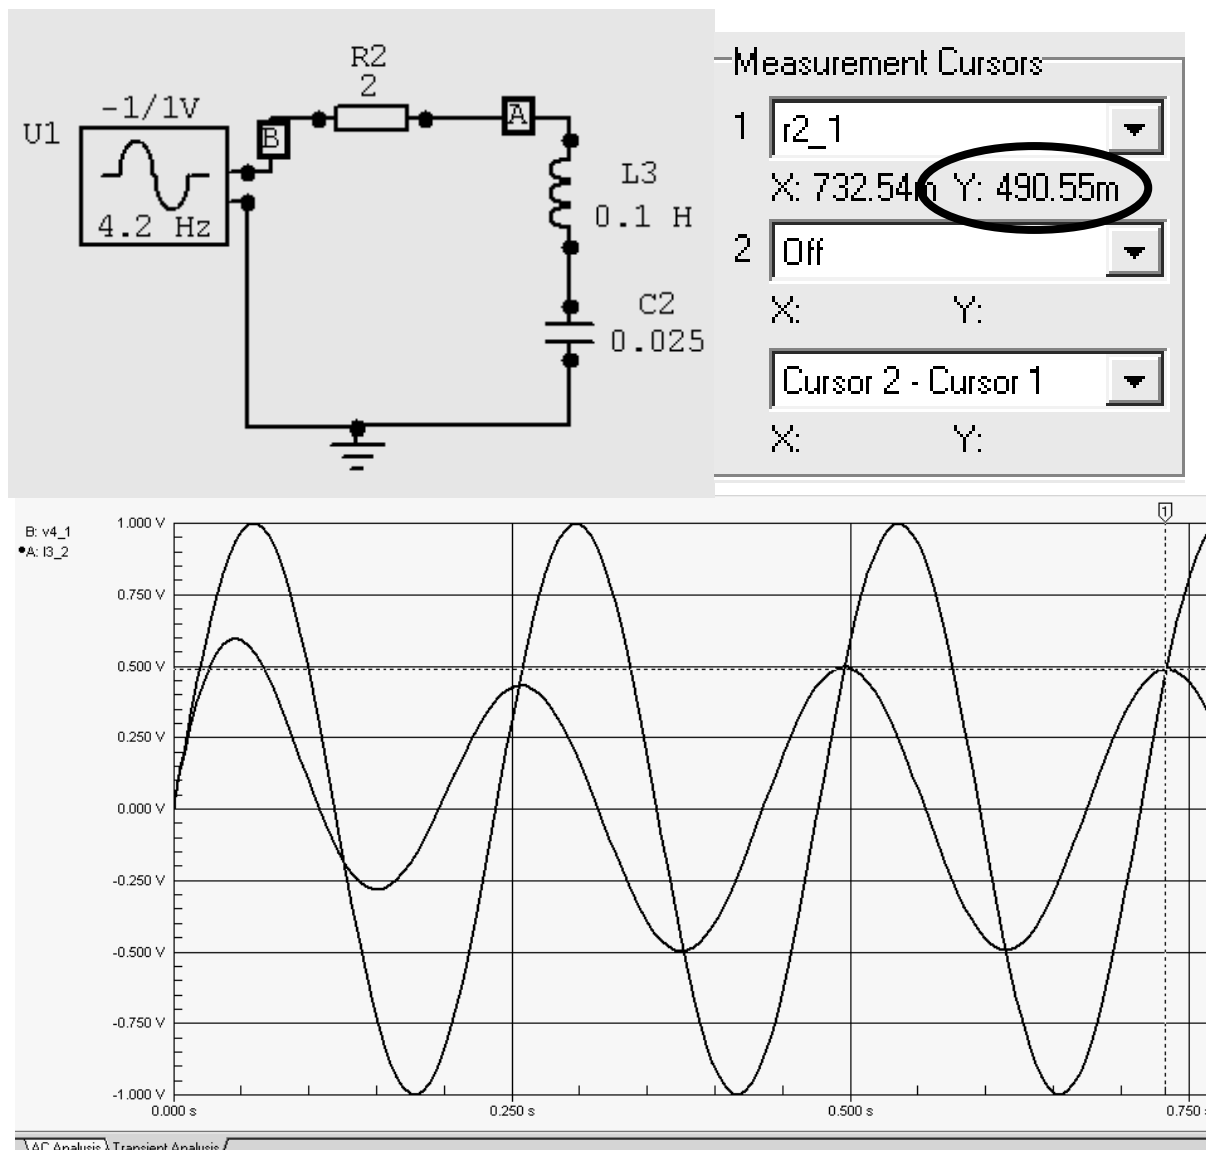 R2
2
-1/1V
U1
B
A
4.2 Hz
L3
0.1 H
C2
0.025
Measurement Cursors
1 r2_1
X: 732.54m Y: 490.55m
2 Off
X: Y:
Cursor 2 - Cursor 1
X: Y:
B: v4_1
A: l3_2
1
1.000 V
0.750 V
0.500 V
0.250 V
0.000 V
-0.250 V
-0.500 V
-0.750 V
-1.000 V
0.000 s 0.250 s 0.500 s 0.750 s
AC Analysis Transient Analysis